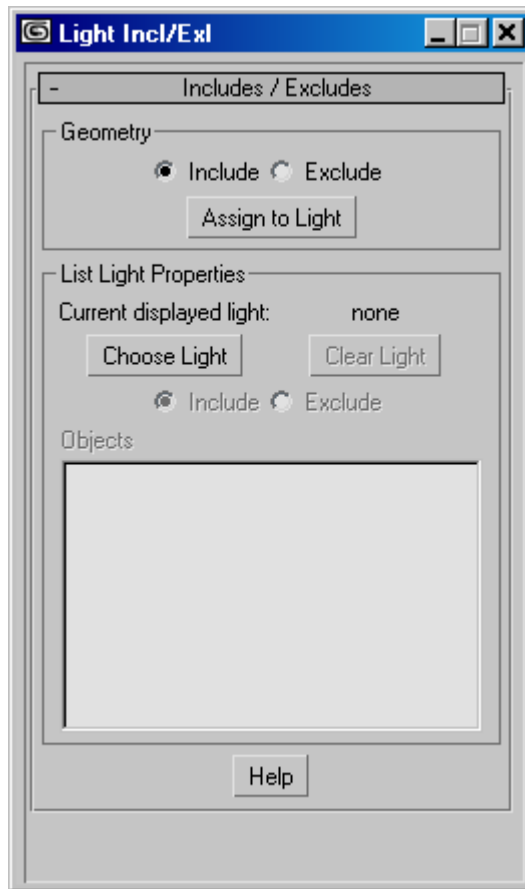 Light Incl/Exl
- Includes / Excludes
Geometry
Include Exclude
Assign to Light
List Light Properties
Current displayed light: none
Choose Light Clear Light
Include Exclude
Objects
Help